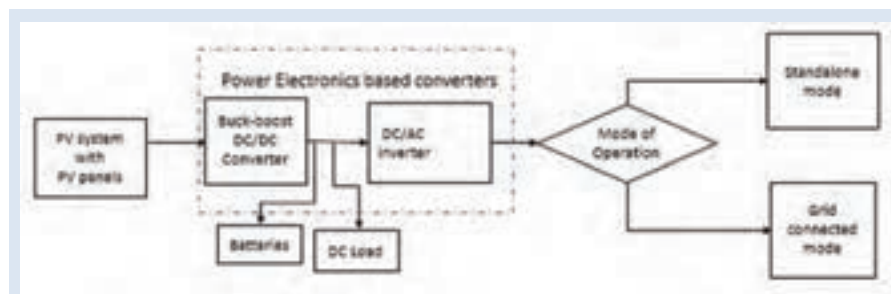 Power Electronics based converters
PV system
with
PV panels
Buck-boost
DC/DC
Converter
DC/AC
inverter
Batteries
DC Load
Mode of
Operation
Standalone
mode
Grid
connected
mode